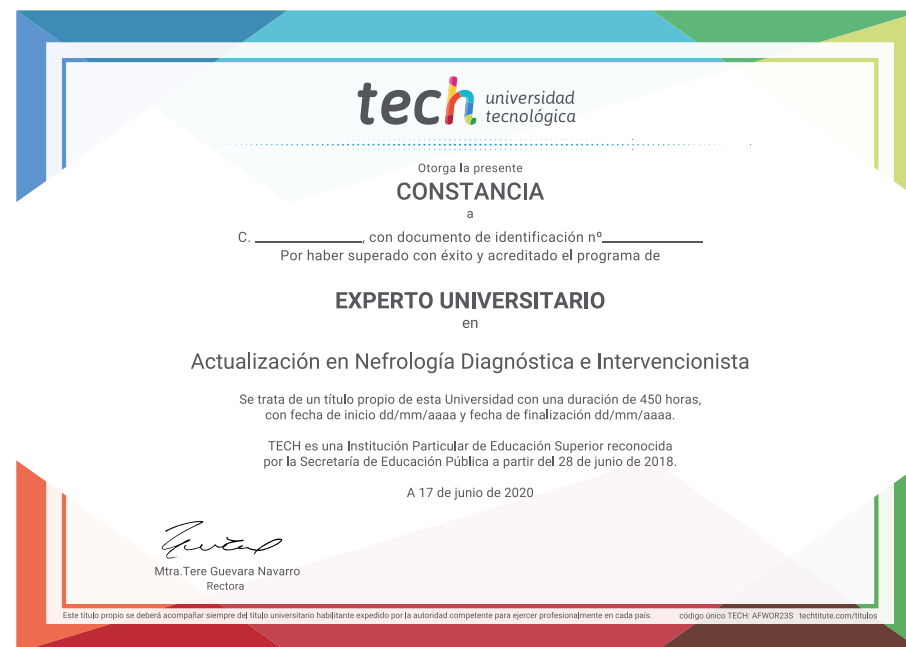 tech universidad
tecnológica
Otorga la presente
CONSTANCIA
a
C. ____________, con documento de identificación nº____________
Por haber superado con éxito y acreditado el programa de
EXPERTO UNIVERSITARIO
en
Actualización en Nefrología Diagnóstica e Intervencionista
Se trata de un título propio de esta Universidad con una duración de 450 horas,
con fecha de inicio dd/mm/aaaa y fecha de finalización dd/mm/aaaa.
TECH es una Institución Particular de Educación Superior reconocida
por la Secretaría de Educación Pública a partir del 28 de junio de 2018.
A 17 de junio de 2020
Mtra.Tere Guevara Navarro
Rectora
Este título propio se deberá acompañar siempre del título universitario habilitante expedido por la autoridad competente para ejercer profesionalmente en cada país. código único TECH: AFWOR23S techtitute.com/titulos